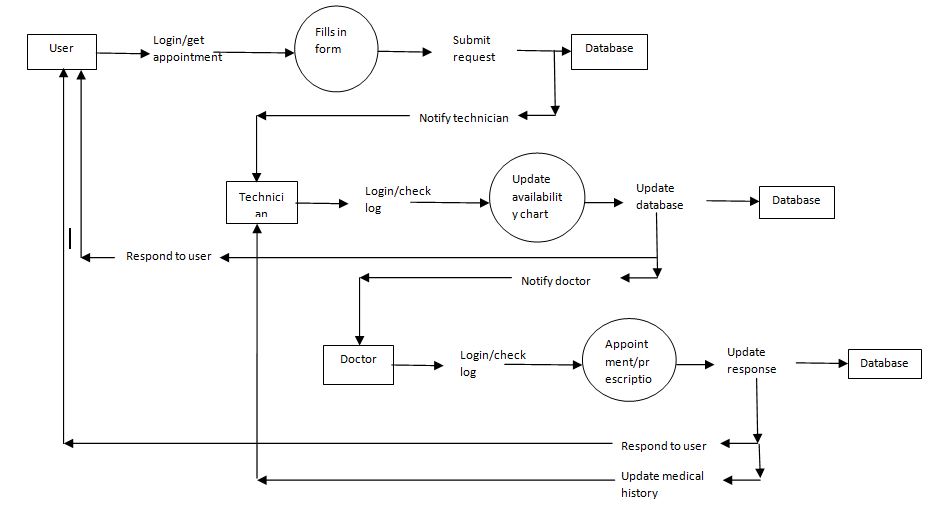 User
Login/get
appointment
Fills in
form
Submit
request
Database
Notify technician
Technici
an
Login/check
log
Update
availabilit
y chart
Update
database
Database
Respond to user
Notify doctor
Doctor
Login/check
log
Appoint
ment/pr
escriptio
Update
response
Database
Respond to user
Update medical
history